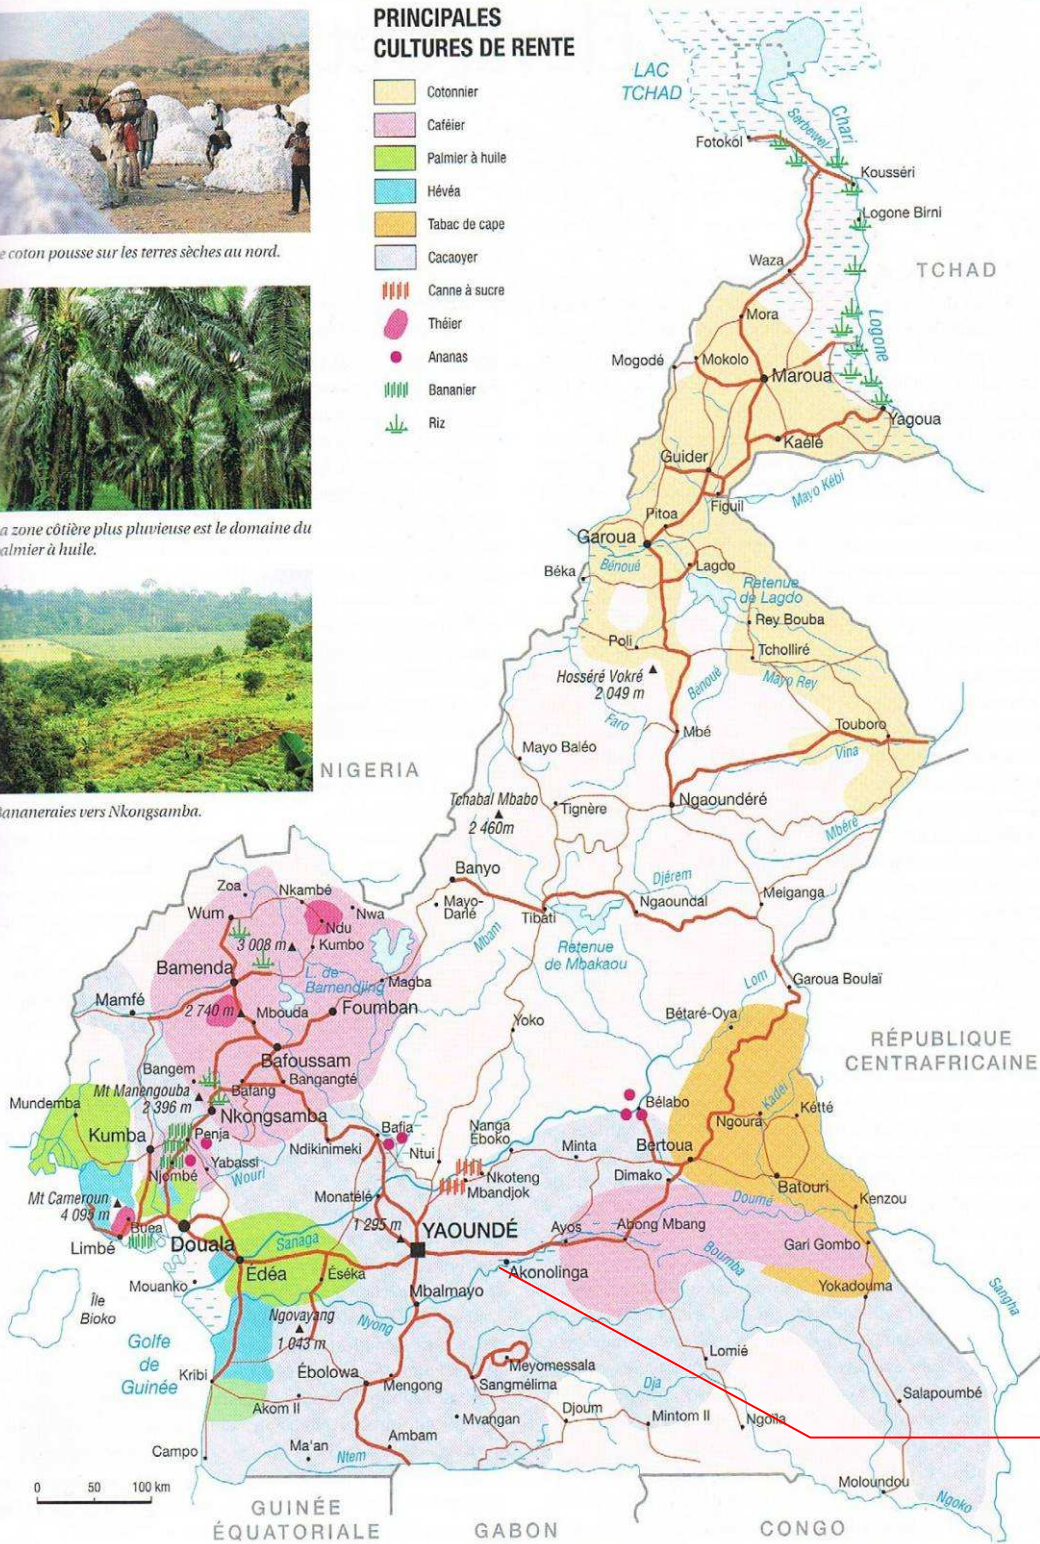 PRINCIPALES
CULTURES DE RENTE
Cotonnier
Caféier
Palmier à huile
Hévéa
Tabac de cape
Cacaoyer
Canne à sucre
Théier
Ananas
Bananier
Riz
e coton pousse sur les terres sèches au nord.
a zone côtière plus pluvieuse est le domaine du
almier à huile.
Bananeraies vers Nkongsamba.
LAC
TCHAD
Serbewel
Chari
Fotokol
Kousséri
Logone Birni
Waza
TCHAD
Mora
Logone
Mogodé
Mokolo
Maroua
Yagoua
Kaélé
Guider
Mayo Kébi
Figuil
Pitoa
Garoua
Bénoué
Lagdo
Béka
Retenue
de Lagdo
Rey Bouba
Poli
Tcholliré
Hosséré Vokré
2 049 m
Bénoué
Mayo Rey
Faro
Mbé
Touboro
Vina
Mayo Baléo
NIGERIA
Tchabal Mbabo
2 460m
Tignère
Ngaoundéré
Mbéré
Banyo
Djérem
Mayo-
Darlé
Tibati
Ngaoundal
Meiganga
Mbam
Retenue
de Mbakaou
Zoa
Nkambé
Wum
Nwa
Ndu
3 008 m
Kumbo
Bamenda
L. de
Bamendjing
Magba
Lom
Garoua Boulaï
Mamfé
2 740 m
Mbouda
Foumban
Yoko
Bétaré-Oya
RÉPUBLIQUE
CENTRAFRICAINE
Bafoussam
Bangem
Bafang
Bangangté
Mt Manengouba
2 396 m
Mundemba
Nkongsamba
Bélabo
Kadéï
Kétté
Ngoura
Kumba
Penja
Bafia
Nanga
Eboko
Ndikinimeki
Ntui
Minta
Bertoua
Njombé
Yabassi
Wouri
Nkoteng
Mbandjok
Dimako
Batouri
Mt Cameroun
4 095 m
Monatélé
Doumé
Kenzou
1 295 m
YAOUNDÉ
Buea
Limbé
Douala
Sanaga
Ayos
Abong Mbang
Gari Gombo
Boumba
Édéa
Éséka
Akonolinga
Mouanko
Mbalmayo
Yokadouma
Île
Bioko
Ngovayang
1 043 m
Nyong
Sangha
Golfe
de
Guinée
Kribi
Ébolowa
Mengong
Meyomessala
Sangmélima
Lomié
Dja
Salapoumbé
Akom II
Mvangan
Djoum
Mintom II
Ngoïla
Campo
Ma'an
Ambam
Ntem
Moloundou
Ngoko
0 50 100 km
GUINÉE
ÉQUATORIALE
GABON
CONGO